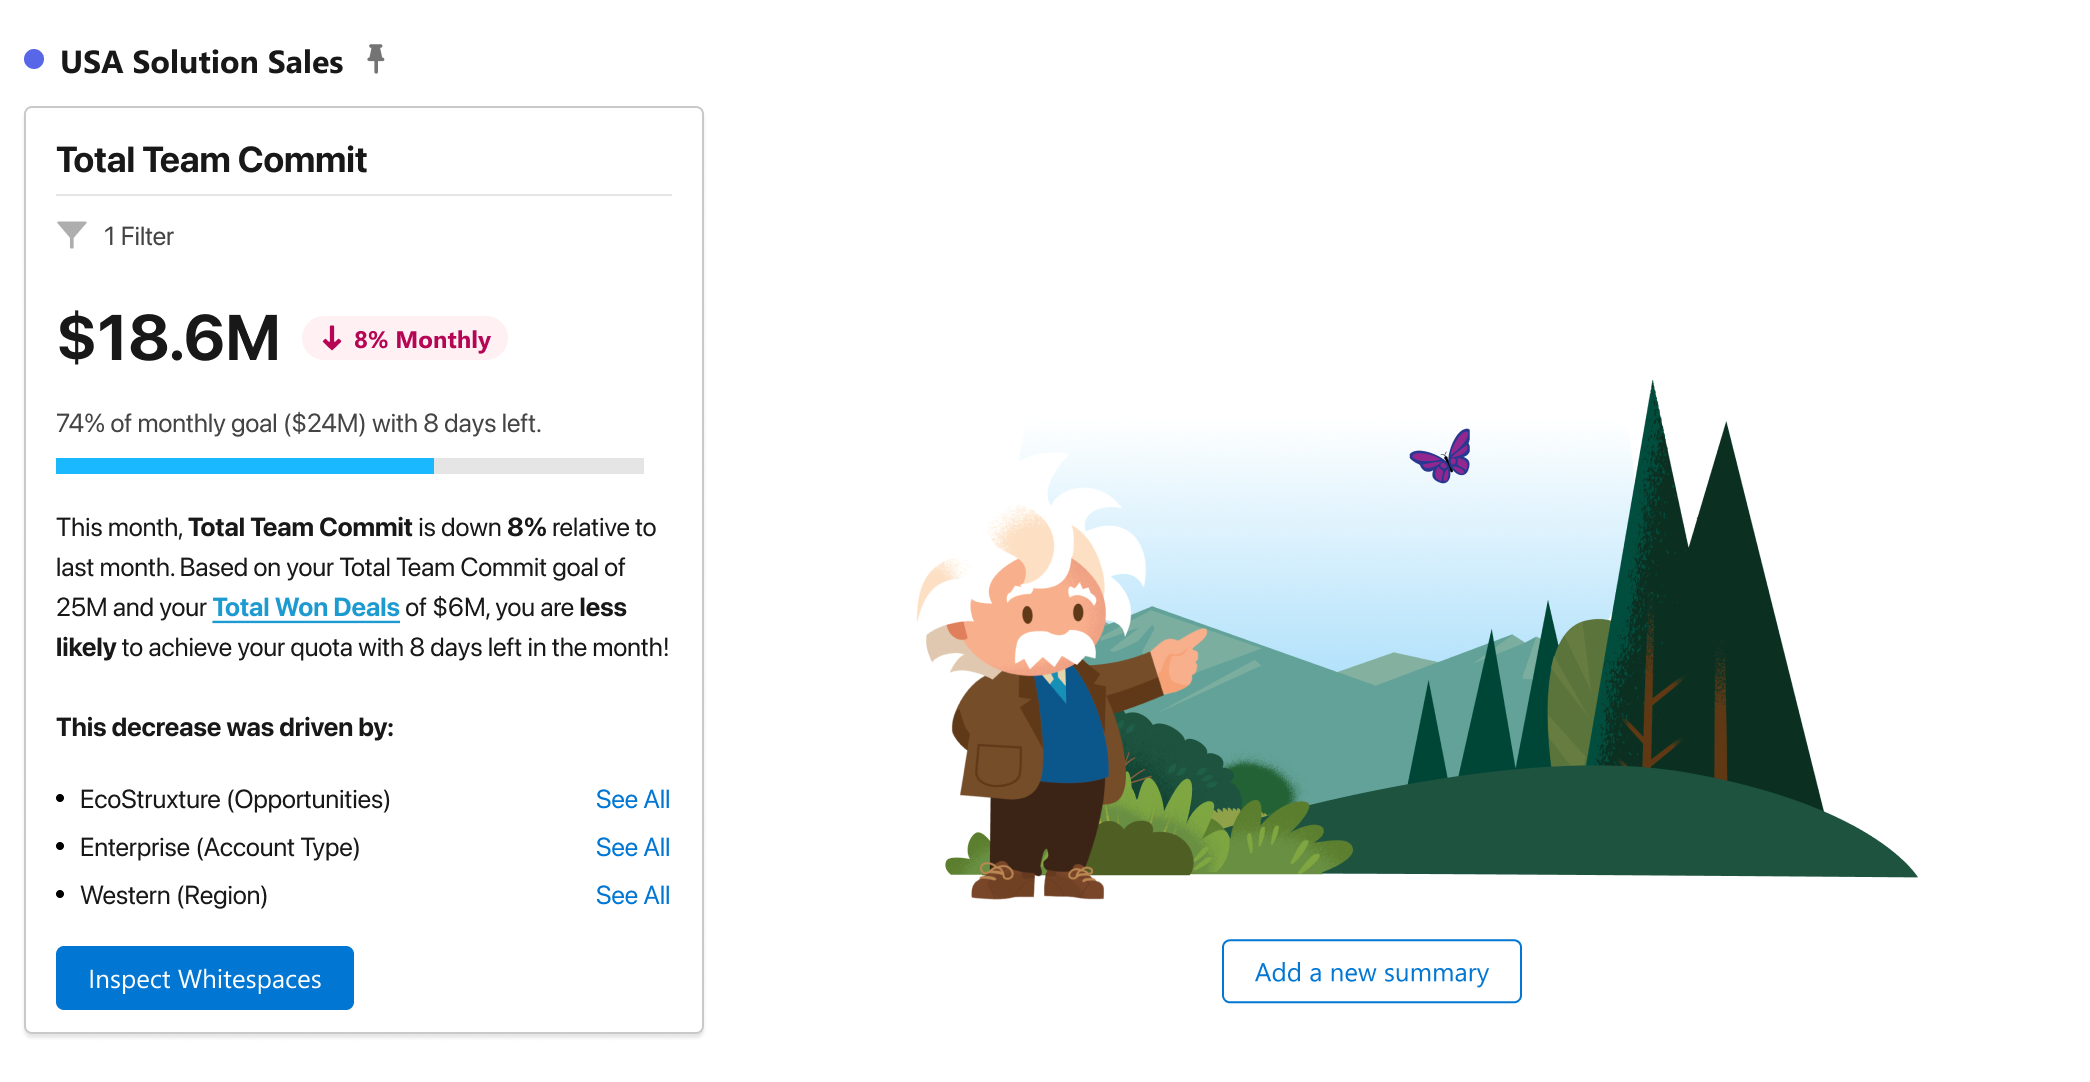 USA Solution Sales
Total Team Commit
1 Filter
$18.6M
8% Monthly
74% of monthly goal ($24M) with 8 days left.
This month, Total Team Commit is down 8% relative to
last month. Based on your Total Team Commit goal of
25M and your Total Won Deals of $6M, you are less
likely to achieve your quota with 8 days left in the month!
This decrease was driven by:
EcoStruxture (Opportunities) See All
Enterprise (Account Type) See All
Western (Region) See All
Inspect Whitespaces
Add a new summary